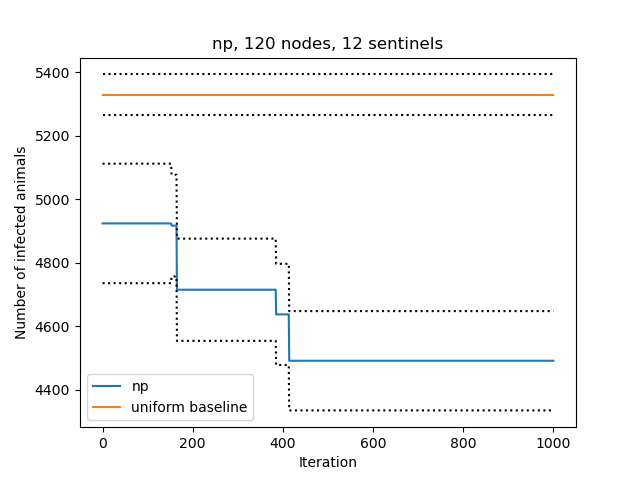 np, 120 nodes, 12 sentinels
Number of infected animals
5400
5200
5000
4800
4600
4400
np
uniform baseline
0
200
400
600
800
1000
Iteration